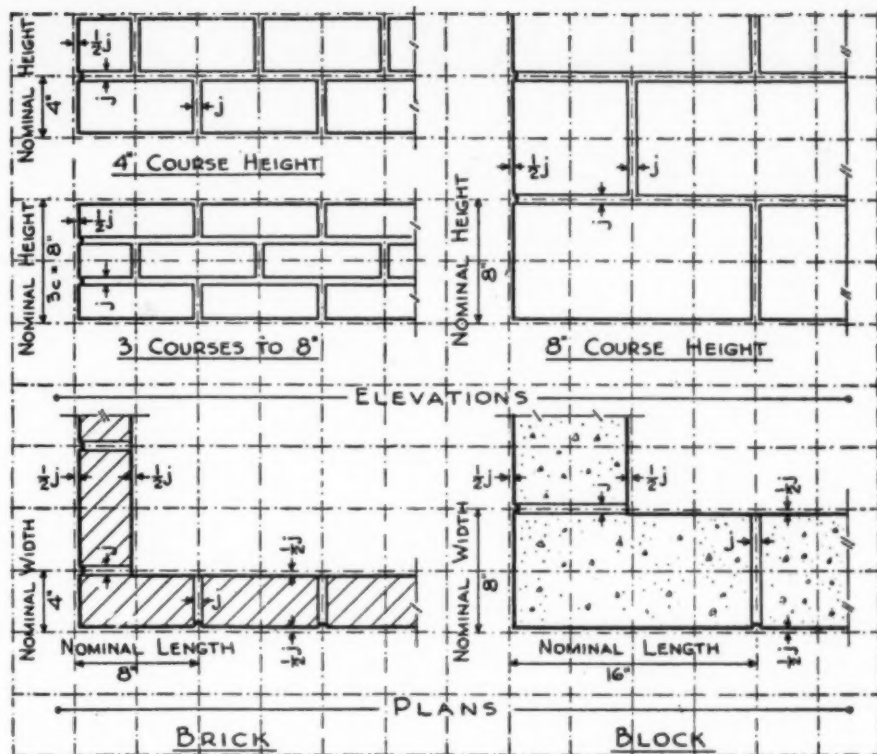 NOMINAL HEIGHT
4"
½j
j
j
4" COURSE HEIGHT
NOMINAL HEIGHT
3c = 8"
½j
j
3 COURSES TO 8"
NOMINAL HEIGHT
8"
½j
j
j
8" COURSE HEIGHT
ELEVATIONS
½j
½j
NOMINAL WIDTH
4"
j
j
½j
½j
NOMINAL LENGTH
8"
½j
½j
j
NOMINAL WIDTH
8"
½j
j
½j
NOMINAL LENGTH
16"
PLANS
BRICK
BLOCK